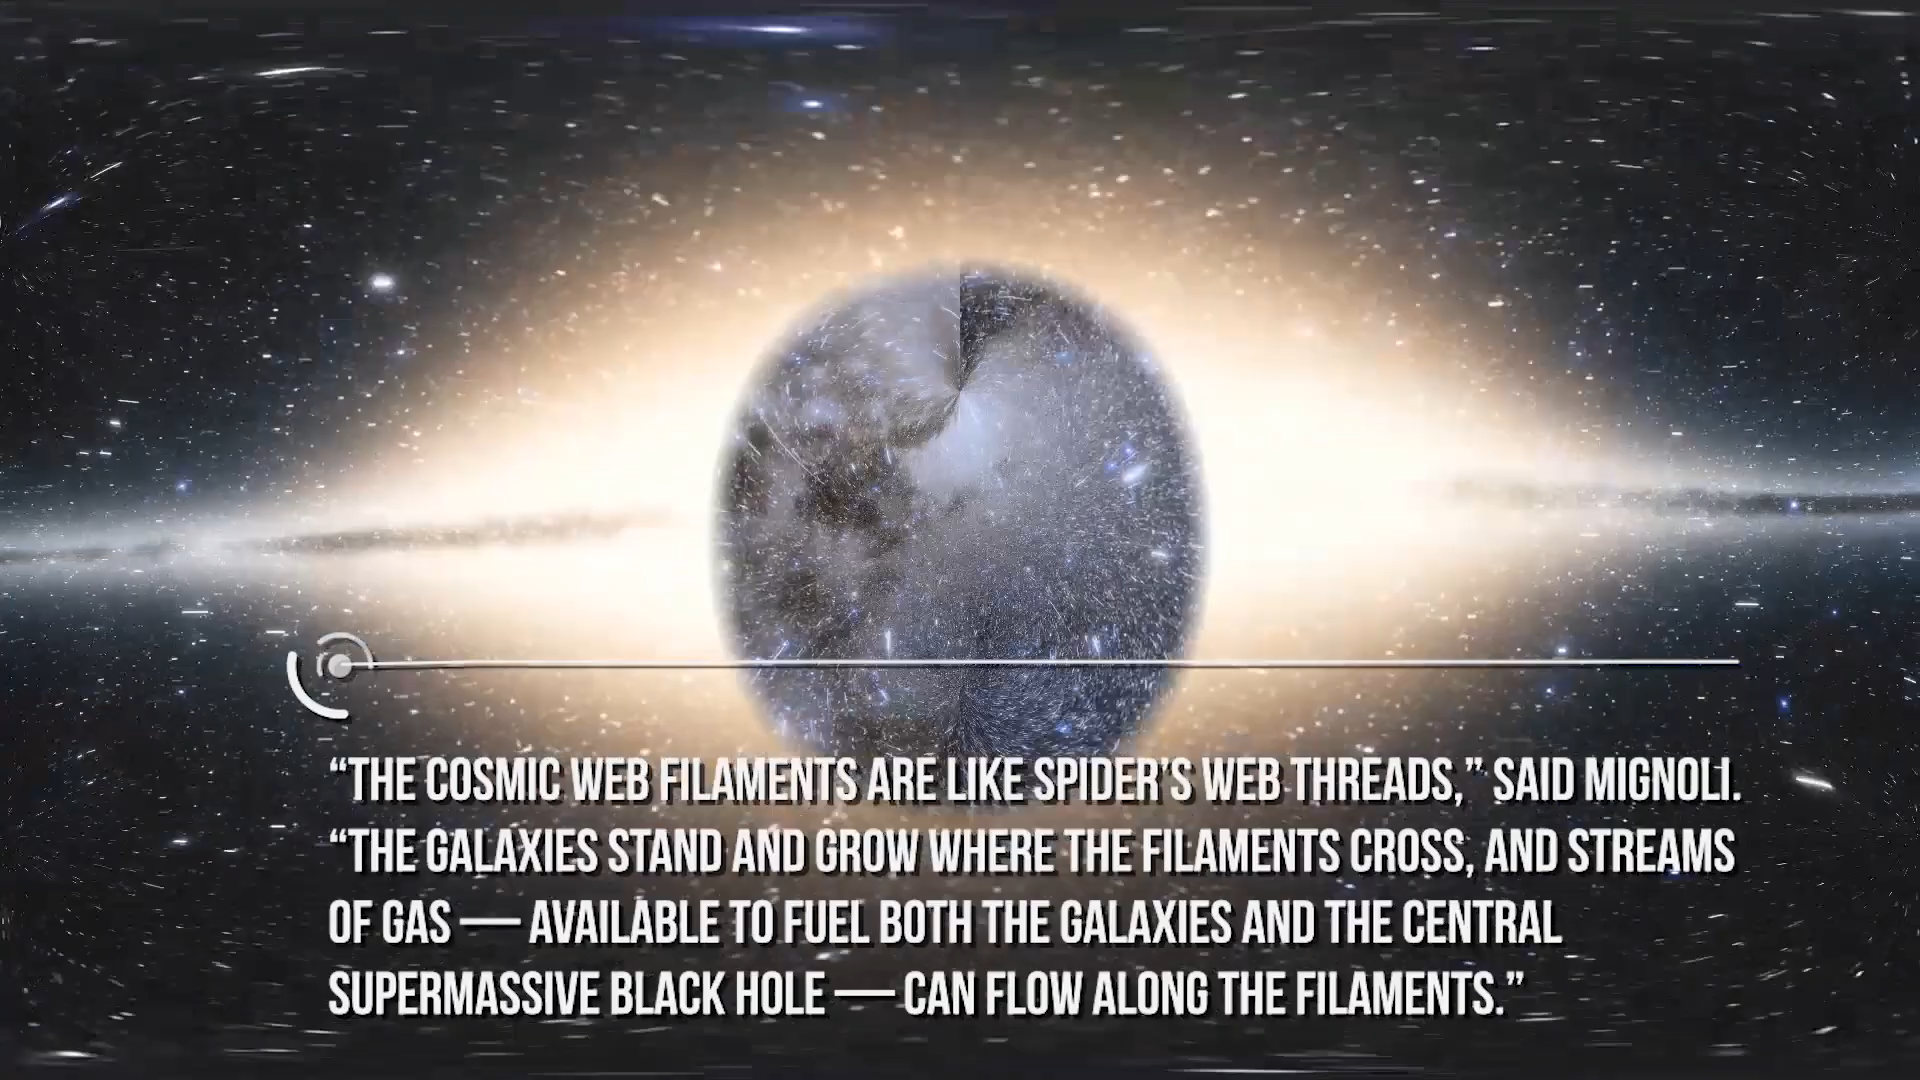 “THE COSMIC WEB FILAMENTS ARE LIKE SPIDER’S WEB THREADS,” SAID MIGNOLI.
“THE GALAXIES STAND AND GROW WHERE THE FILAMENTS CROSS, AND STREAMS
OF GAS — AVAILABLE TO FUEL BOTH THE GALAXIES AND THE CENTRAL
SUPERMASSIVE BLACK HOLE — CAN FLOW ALONG THE FILAMENTS.”